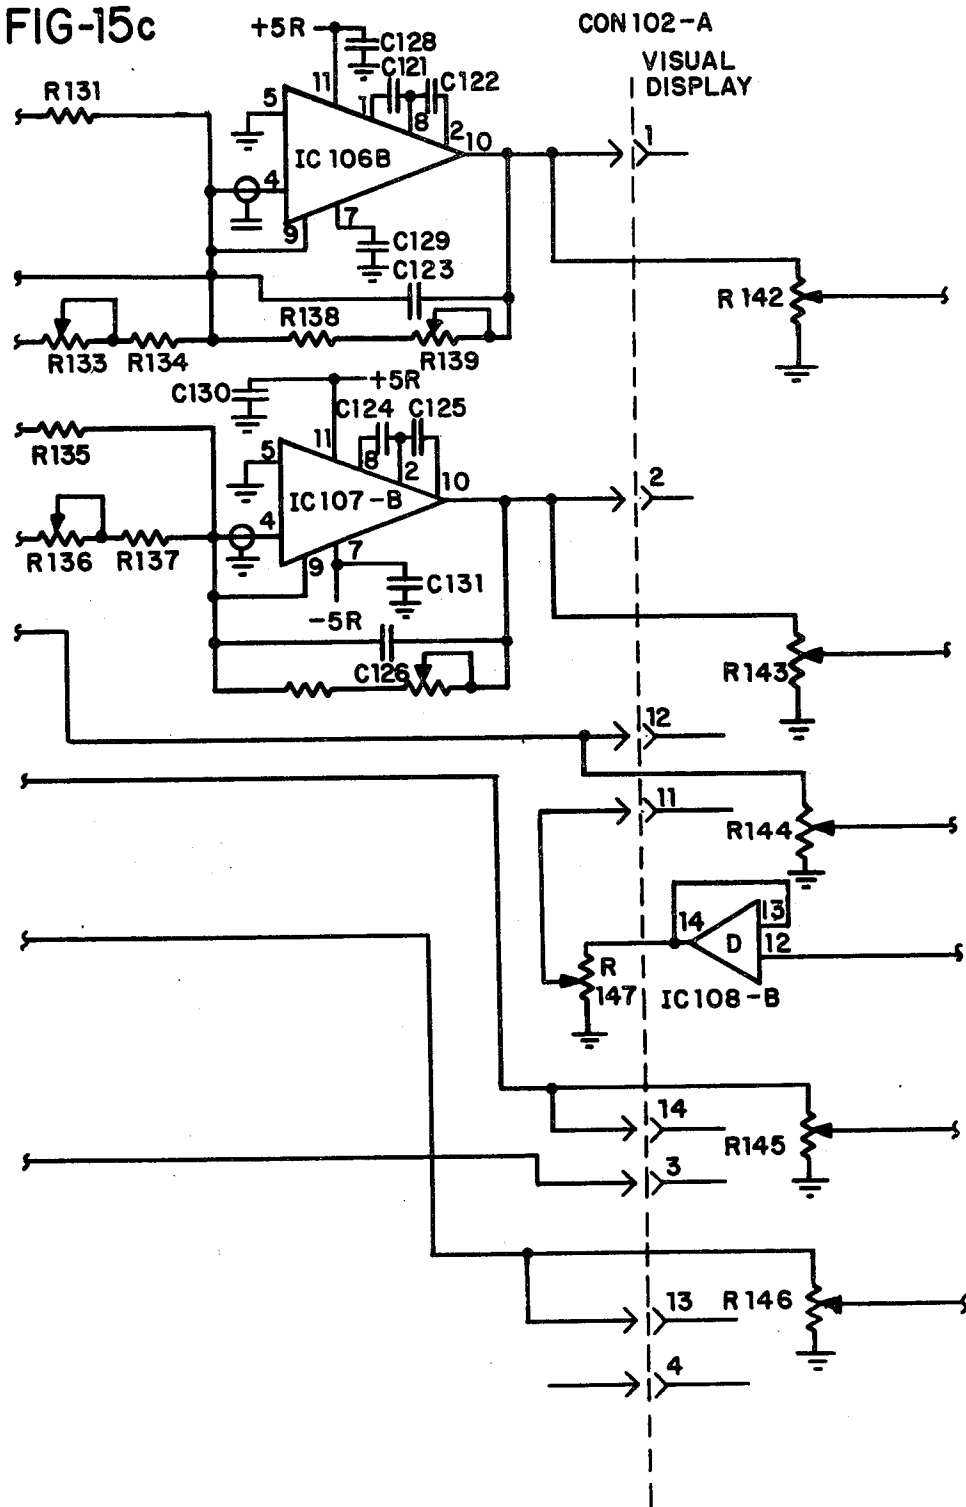 FIG-15c
+5R
CON102-A
VISUAL
DISPLAY
C128
C121
C122
R131
11
5
1
8
2
10
1
IC 106B
4
7
9
C129
C123
R138
R142
R133
R134
R139
C130
+5R
C124
C125
R135
11
5
8
2
10
2
IC107-B
4
7
9
R136
R137
C131
-5R
C126
R143
12
11
R144
14
13
D
12
R
147
IC108-B
14
R145
3
13
R146
4